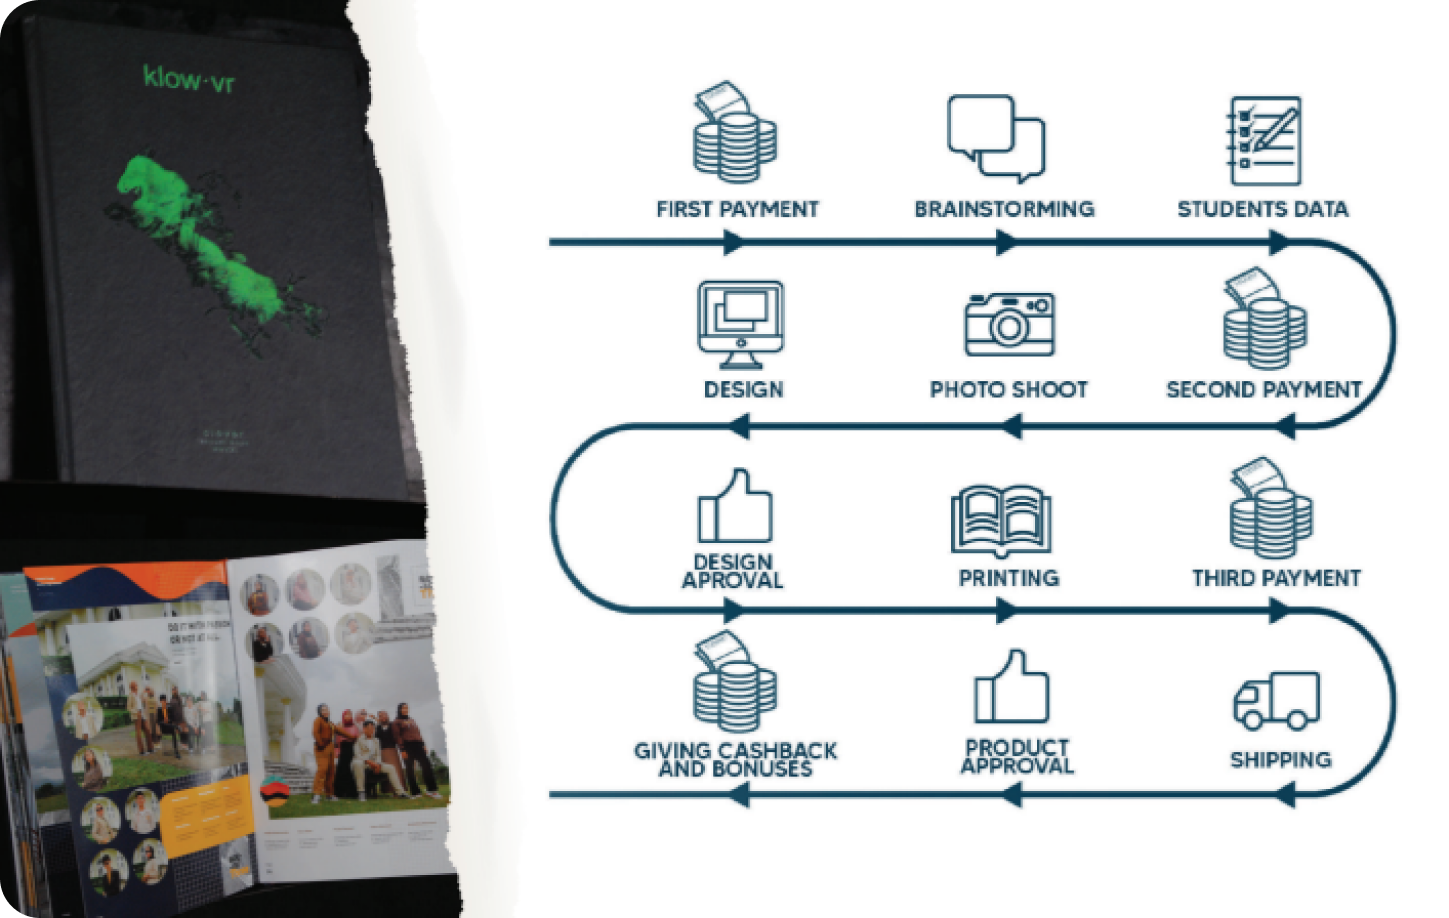 klow·vr
DO IT WITH PASSION
OR NOT AT ALL.
FIRST PAYMENT
BRAINSTORMING
STUDENTS DATA
DESIGN
PHOTO SHOOT
SECOND PAYMENT
DESIGN
APROVAL
PRINTING
THIRD PAYMENT
GIVING CASHBACK
AND BONUSES
PRODUCT
APPROVAL
SHIPPING